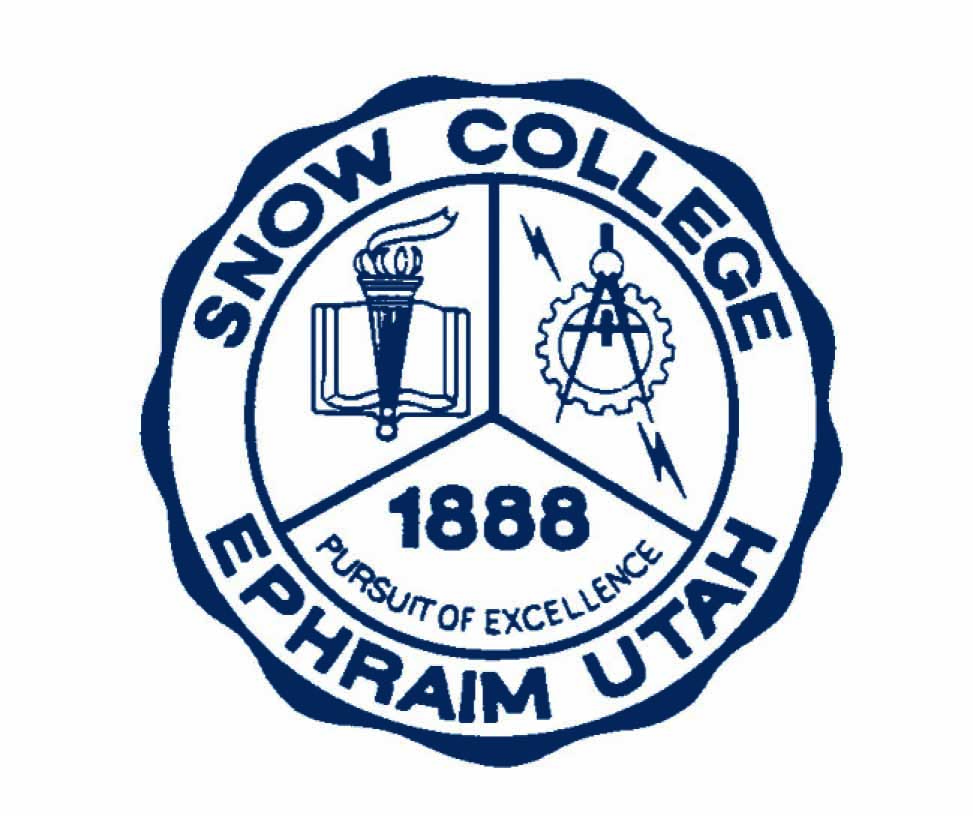 SNOW COLLEGE
1888
PURSUIT OF EXCELLENCE
EPHRAIM UTAH